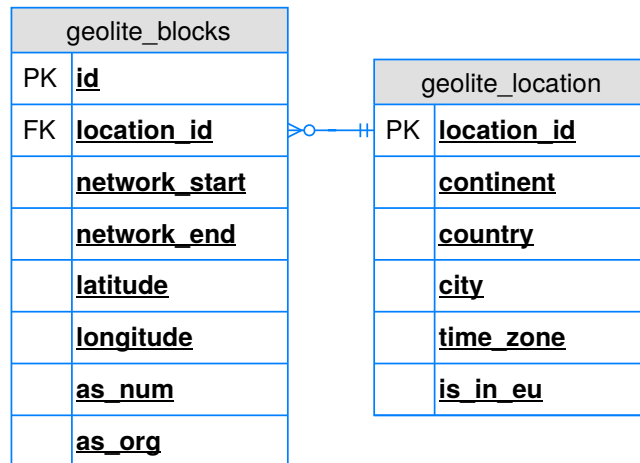 geolite_blocks
PK id
FK location_id
network_start
network_end
latitude
longitude
as_num
as_org
geolite_location
PK location_id
continent
country
city
time_zone
is_in_eu